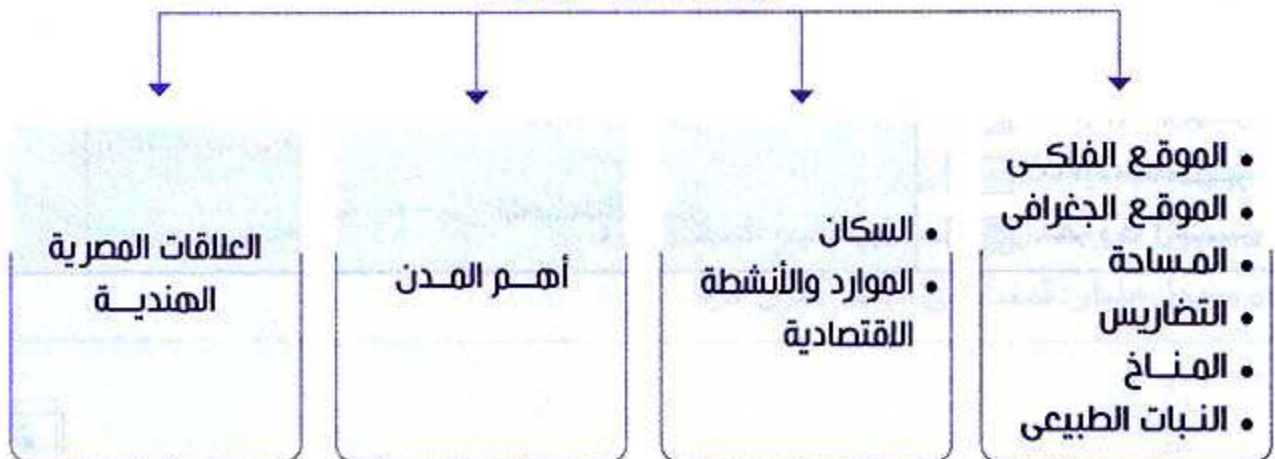 • الموقع الفلكى
• الموقع الجغرافى
• المساحة
• التضاريس
• المناخ
• النبات الطبيعى
• السكان
• الموارد والأنشطة
الاقتصادية
أهم المدن
العلاقات المصرية
الهندية